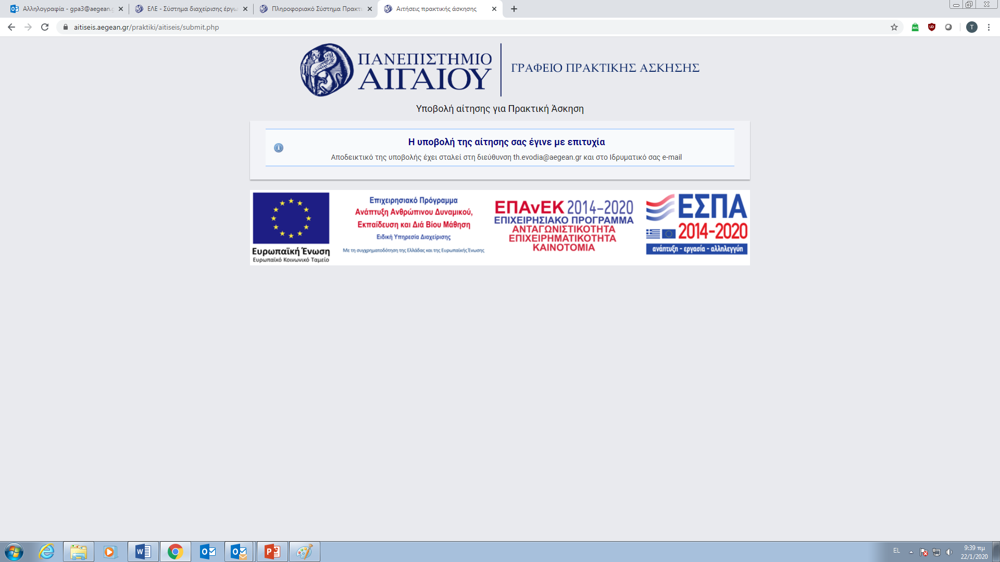 Αλληλογραφία - gpa3@aegean.g
ΕΛΕ - Σύστημα διαχείρισης έργω
Πληροφοριακό Σύστημα Πρακτι
Αιτήσεις πρακτικής άσκησης
aitiseis.aegean.gr/praktiki/aitiseis/submit.php
T
ΠΑΝΕΠΙΣΤΗΜΙΟ
ΑΙΓΑΙΟΥ
ΓΡΑΦΕΙΟ ΠΡΑΚΤΙΚΗΣ ΑΣΚΗΣΗΣ
Υποβολή αίτησης για Πρακτική Άσκηση
Η υποβολή της αίτησης σας έγινε με επιτυχία
Αποδεικτικό της υποβολής έχει σταλεί στη διεύθυνση th.evodia@aegean.gr και στο Ιδρυματικό σας e-mail
Ευρωπαϊκή Ένωση
Ευρωπαϊκό Κοινωνικό Ταμείο
Επιχειρησιακό Πρόγραμμα
Ανάπτυξη Ανθρώπινου Δυναμικού,
Εκπαίδευση και Διά Βίου Μάθηση
Ειδική Υπηρεσία Διαχείρισης
Με τη συγχρηματοδότηση της Ελλάδας και της Ευρωπαϊκής Ένωσης
ΕΠΑνΕΚ 2014-2020
ΕΠΙΧΕΙΡΗΣΙΑΚΟ ΠΡΟΓΡΑΜΜΑ
ΑΝΤΑΓΩΝΙΣΤΙΚΟΤΗΤΑ
ΕΠΙΧΕΙΡΗΜΑΤΙΚΟΤΗΤΑ
ΚΑΙΝΟΤΟΜΙΑ
ΕΣΠΑ
2014-2020
ανάπτυξη - εργασία - αλληλεγγύη
EL
9:39 πμ
22/1/2020